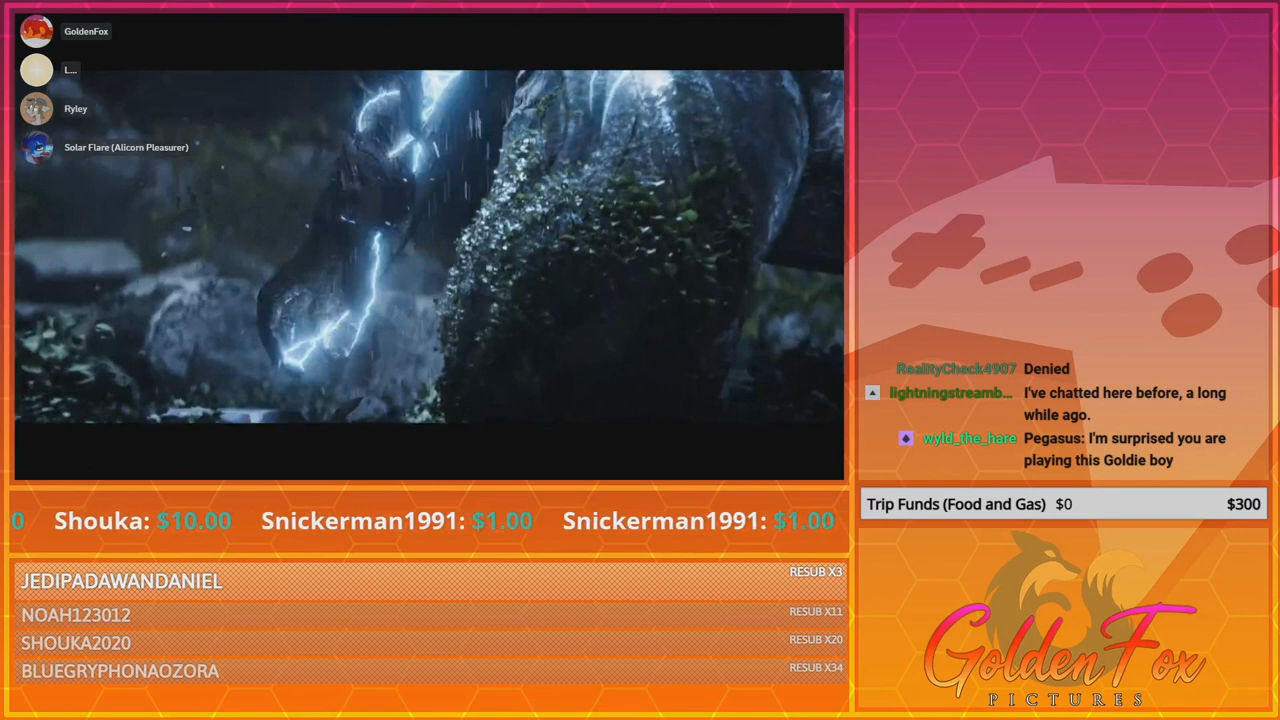 GoldenFox
L...
Ryley
Solar Flare (Alicorn Pleasurer)
RealityCheck4907 Denied
lightningstreamb... I've chatted here before, a long
while ago.
wyld_the_hare Pegasus: I'm surprised you are
playing this Goldie boy
Trip Funds (Food and Gas) $0 $300
0 Shouka: $10.00 Snickerman1991: $1.00 Snickerman1991: $1.00
JEDIPADAWANDANIEL RESUB X3
NOAH123012 RESUB X11
SHOUKA2020 RESUB X20
BLUEGRYPHONAOZORA RESUB X34
GoldenFox
PICTURES